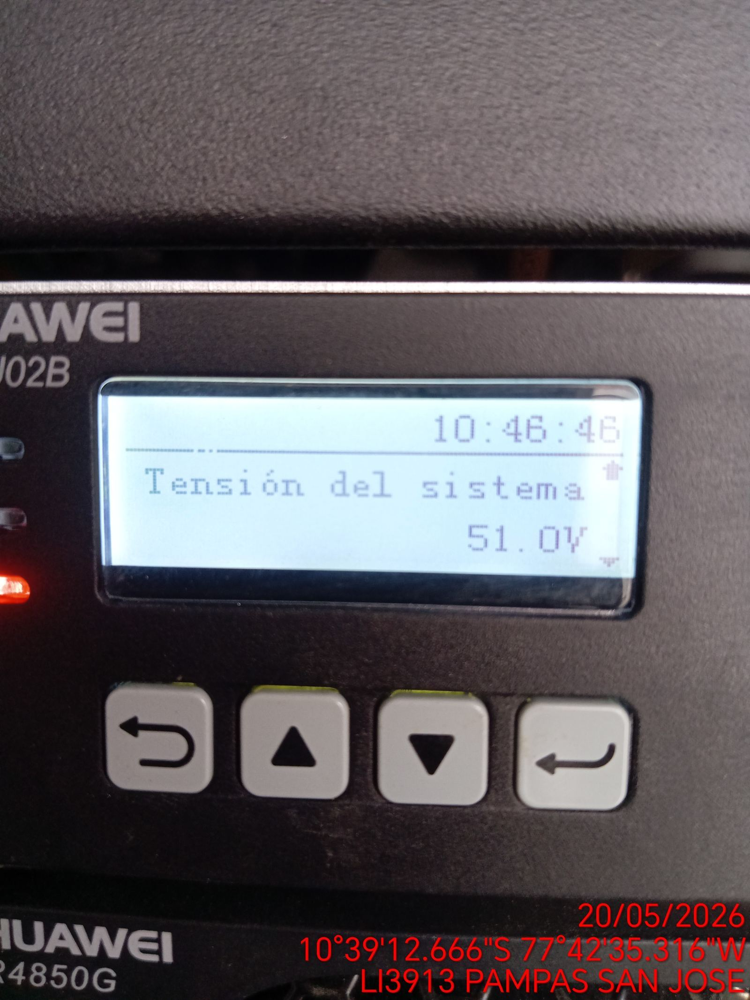 AWEI
U02B
10:46:46
Tensión del sistema
51.0V
HUAWEI
R4850G
20/05/2026
10°39'12.666"S 77°42'35.316"W
LI3913 PAMPAS SAN JOSE